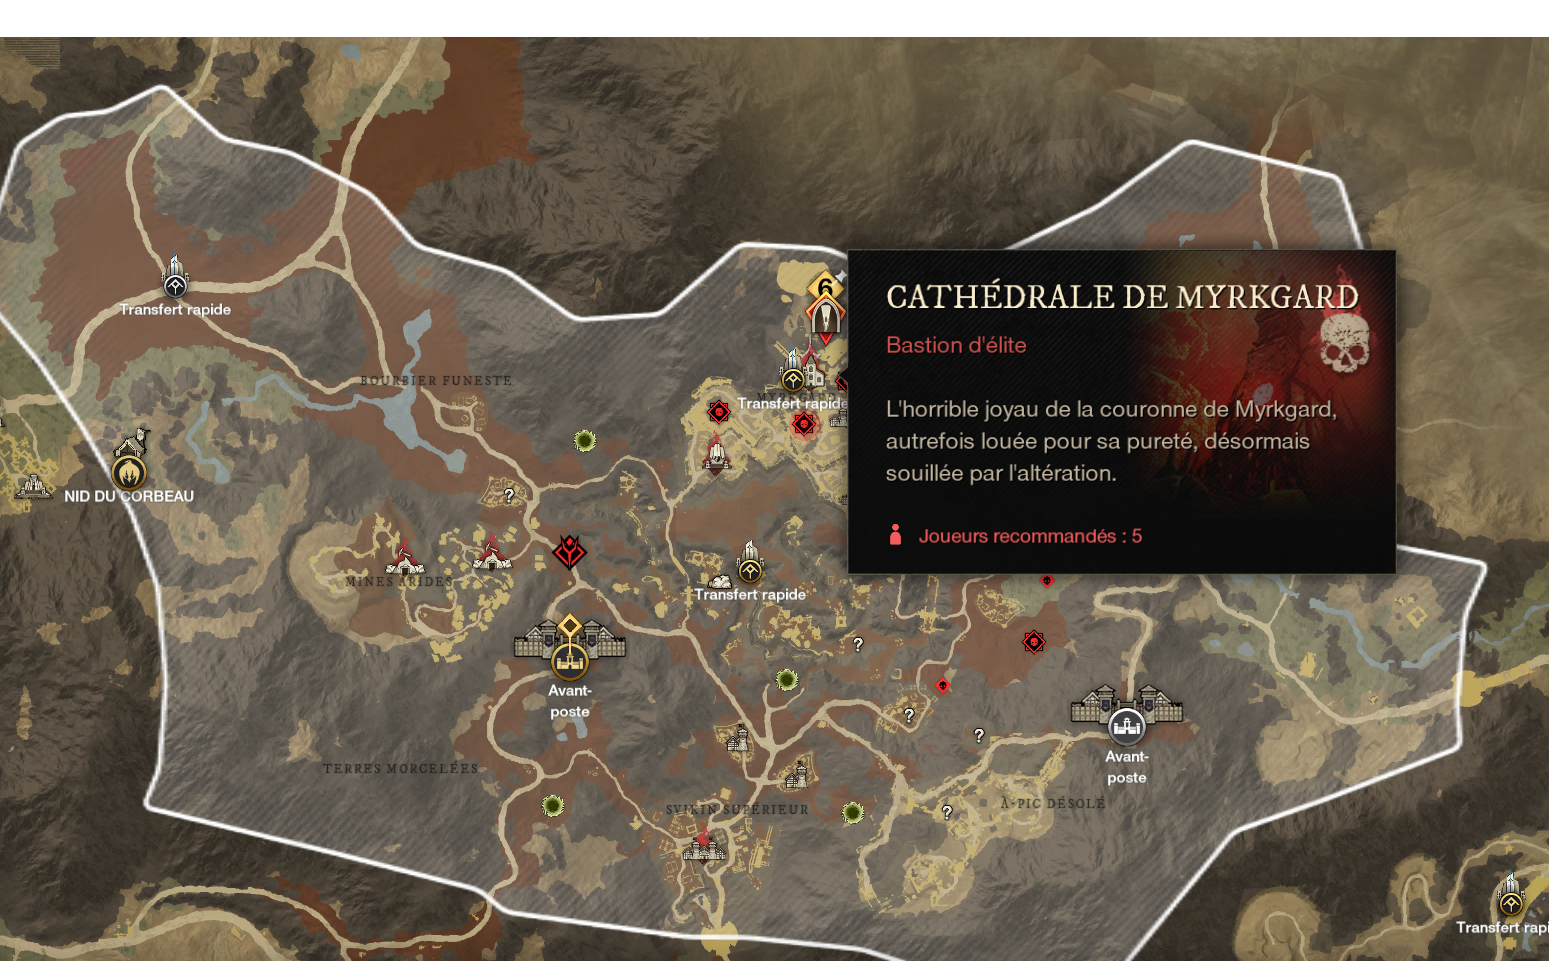 6
CATHÉDRALE DE MYRKGARD
Bastion d'élite
L'horrible joyau de la couronne de Myrkgard,
autrefois louée pour sa pureté, désormais
souillée par l'altération.
Joueurs recommandés : 5
Transfert rapide
BOURBIER FUNESTE
Transfert rapide
NID DU CORBEAU
?
MINES ARIDES
Transfert rapide
?
Avant-
poste
?
?
Avant-
poste
TERRES MORCELÉES
SVIKIN SUPÉRIEUR
À-PIC DÉSOLÉ
?
Transfert rapi